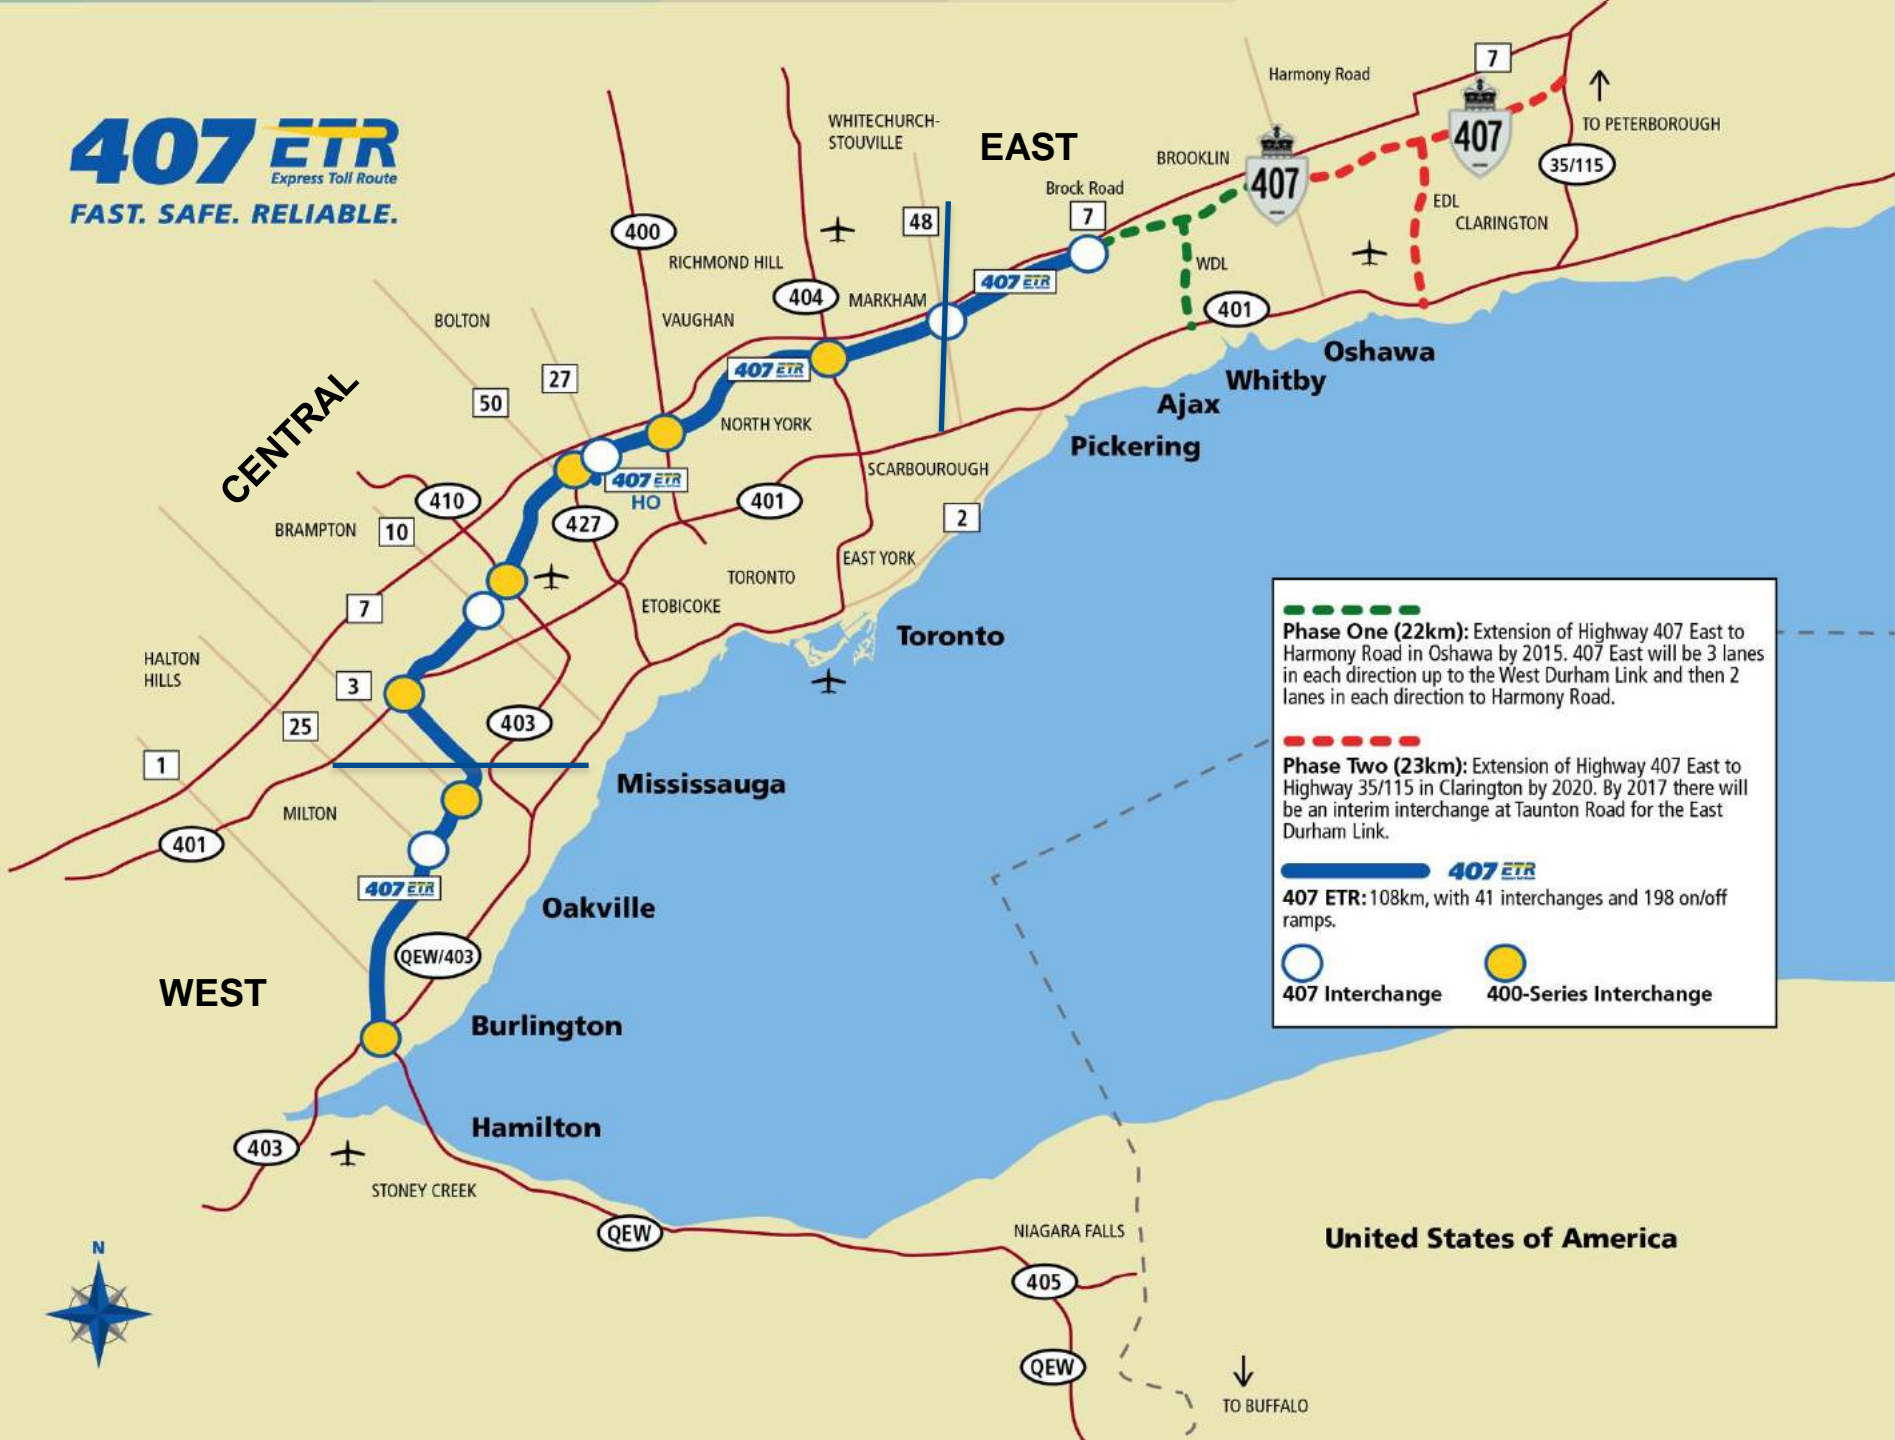 407 ETR
Express Toll Route
FAST. SAFE. RELIABLE.
Harmony Road
7
407
TO PETERBOROUGH
WHITECHURCH-
STOUVILLE
EAST
BROOKLIN
407
35/115
Brock Road
7
EDL
CLARINGTON
48
400
RICHMOND HILL
WDL
407 ETR
404
MARKHAM
401
BOLTON
VAUGHAN
Oshawa
407 ETR
27
Whitby
CENTRAL
50
Ajax
NORTH YORK
Pickering
SCARBOUROUGH
407 ETR
HO
410
401
427
2
BRAMPTON
10
EAST YORK
TORONTO
7
ETOBICOKE
Toronto
HALTON
HILLS
3
25
403
1
Mississauga
MILTON
401
407 ETR
Oakville
QEW/403
WEST
Burlington
Hamilton
403
STONEY CREEK
QEW
NIAGARA FALLS
United States of America
405
QEW
TO BUFFALO
N
Phase One (22km): Extension of Highway 407 East to
Harmony Road in Oshawa by 2015. 407 East will be 3 lanes
in each direction up to the West Durham Link and then 2
lanes in each direction to Harmony Road.
Phase Two (23km): Extension of Highway 407 East to
Highway 35/115 in Clarington by 2020. By 2017 there will
be an interim interchange at Taunton Road for the East
Durham Link.
407 ETR
407 ETR: 108km, with 41 interchanges and 198 on/off
ramps.
407 Interchange
400-Series Interchange